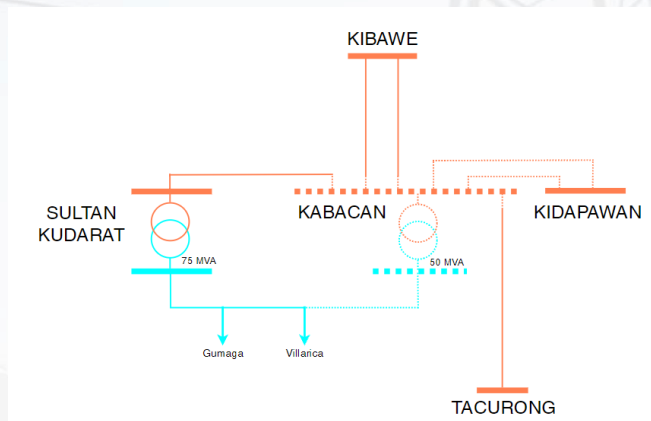 KIBAWE
SULTAN
KUDARAT
KABACAN
KIDAPAWAN
75 MVA
50 MVA
Gumaga
Villarica
TACURONG